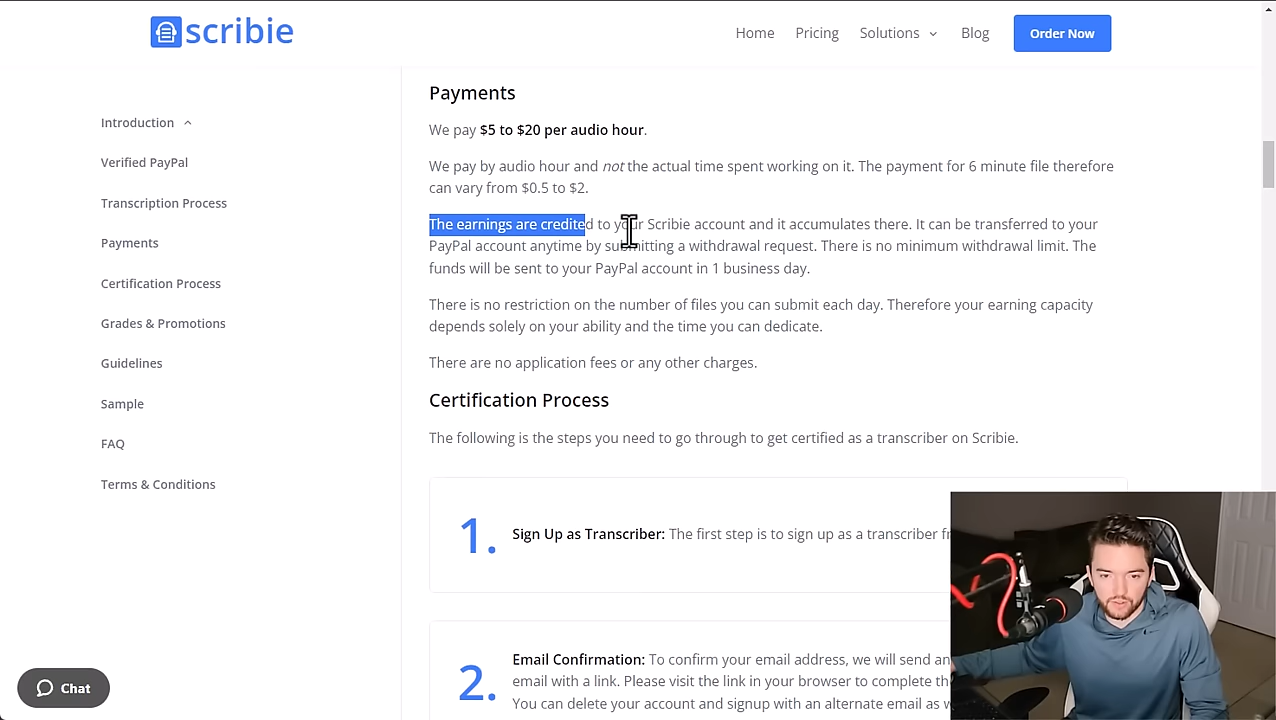 scribie
Home
Pricing
Solutions
Blog
Order Now
Introduction
Verified PayPal
Transcription Process
Payments
Certification Process
Grades & Promotions
Guidelines
Sample
FAQ
Terms & Conditions
Payments
We pay $5 to $20 per audio hour.
We pay by audio hour and not the actual time spent working on it. The payment for 6 minute file therefore
can vary from $0.5 to $2.
The earnings are credited to your Scribie account and it accumulates there. It can be transferred to your
PayPal account anytime by submitting a withdrawal request. There is no minimum withdrawal limit. The
funds will be sent to your PayPal account in 1 business day.
There is no restriction on the number of files you can submit each day. Therefore your earning capacity
depends solely on your ability and the time you can dedicate.
There are no application fees or any other charges.
Certification Process
The following is the steps you need to go through to get certified as a transcriber on Scribie.
1. Sign Up as Transcriber: The first step is to sign up as a transcriber
2. Email Confirmation: To confirm your email address, we will send an
email with a link. Please visit the link in your browser to complete
You can delete your account and signup with an alternate email as
Chat